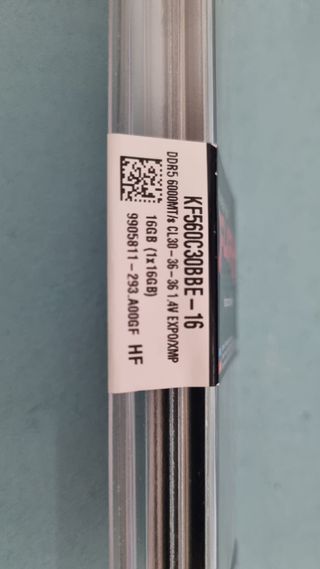 KF560C30BBE-16
DDR5 6000MT/s CL30-36-36 1.4V EXPO/XMP
16GB (1x16GB)
9905811-293.A00GF HF